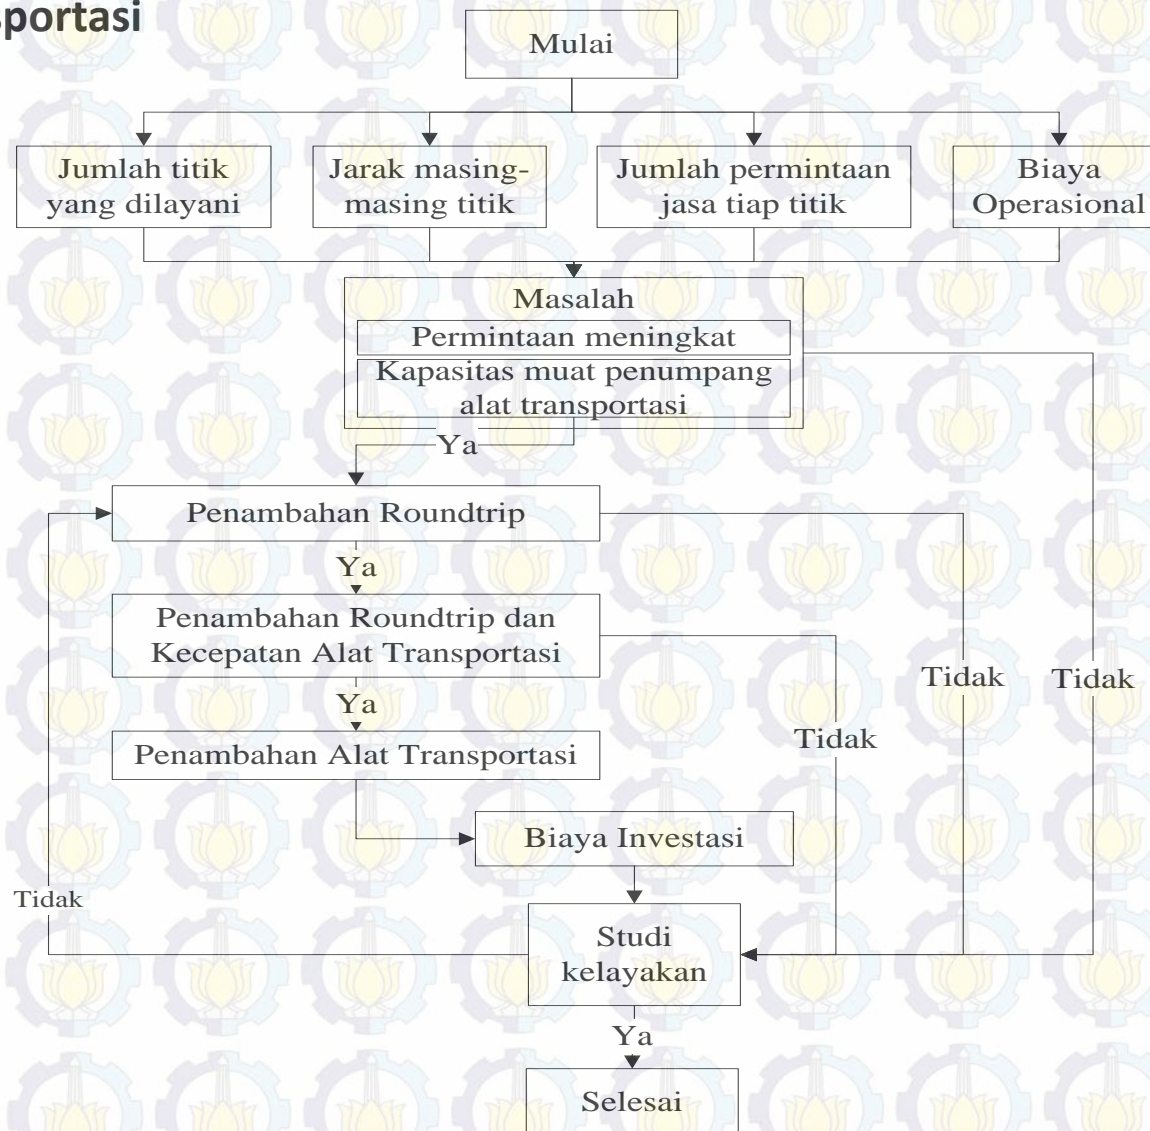 sportasi
Mulai
Jumlah titik
yang dilayani
Jarak masing-
masing titik
Jumlah permintaan
jasa tiap titik
Biaya
Operasional
Masalah
Permintaan meningkat
Kapasitas muat penumpang
alat transportasi
Ya
Penambahan Roundtrip
Ya
Penambahan Roundtrip dan
Kecepatan Alat Transportasi
Tidak
Tidak
Ya
Tidak
Penambahan Alat Transportasi
Biaya Investasi
Tidak
Studi
kelayakan
Ya
Selesai